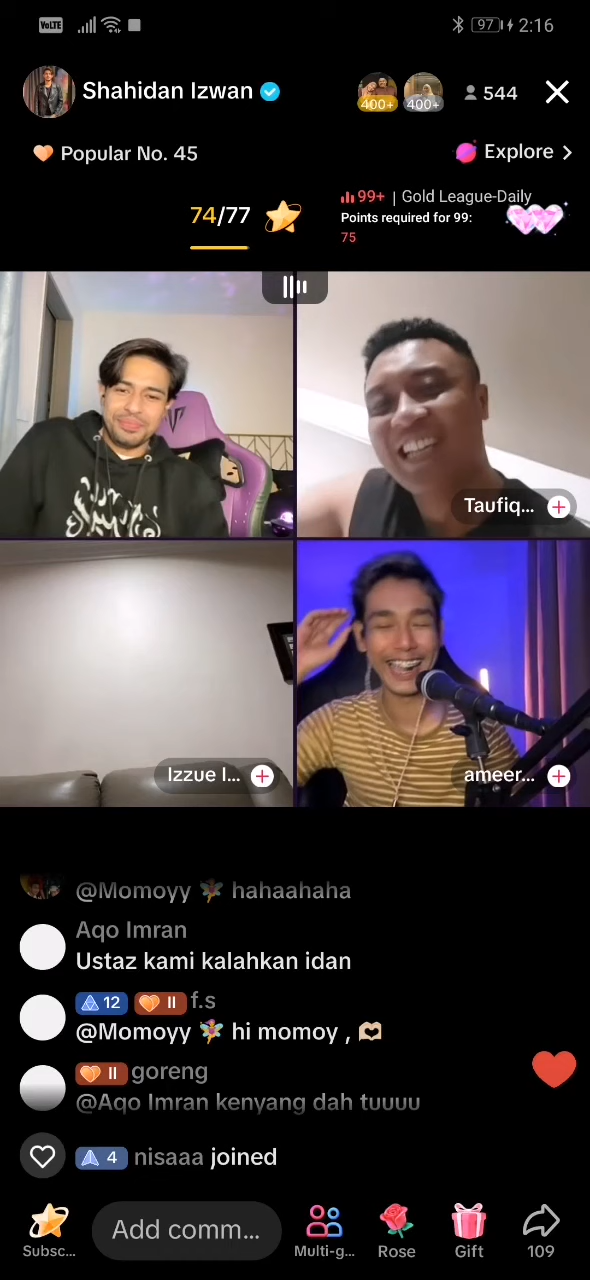 VoLTE 97 2:16
Shahidan Izwan 400+ 400+ 544
Popular No. 45 Explore
74/77 99+ | Gold League-Daily
Points required for 99:
75
Taufiq...
Izzue I... ameer...
@Momoyy 🧚 hahaahaha
Aqo Imran
Ustaz kami kalahkan idan
12 II f.s
@Momoyy 🧚 hi momoy , 🫶🏼
II goreng
@Aqo Imran kenyang dah tuuuu
4 nisaaa joined
Add comm...
Subsc... Multi-g... Rose Gift 109